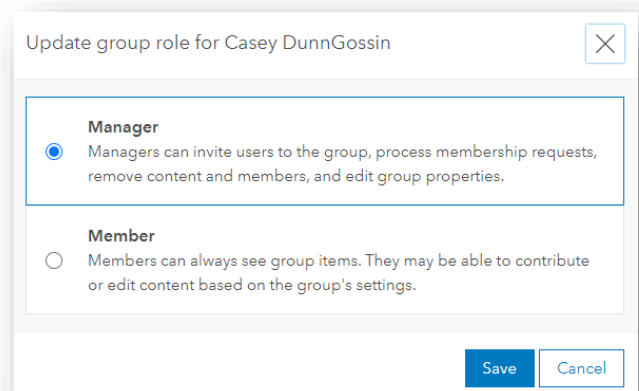 Update group role for Casey DunnGossin
Manager
Managers can invite users to the group, process membership requests,
remove content and members, and edit group properties.
Member
Members can always see group items. They may be able to contribute
or edit content based on the group's settings.
Save
Cancel